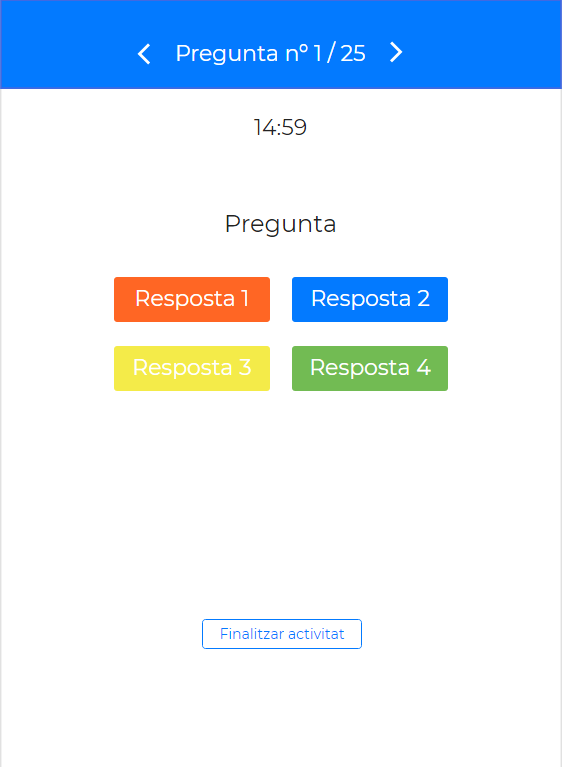 Pregunta nº 1 / 25
14:59
Pregunta
Resposta 1
Resposta 2
Resposta 3
Resposta 4
Finalitzar activitat